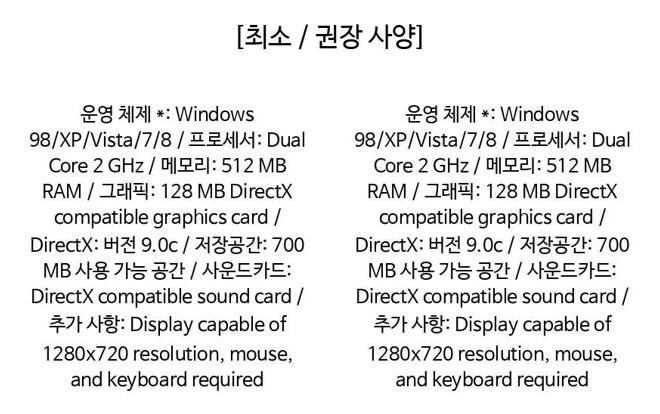 [최소 / 권장 사양]
운영 체제 *: Windows
98/XP/Vista/7/8 / 프로세서: Dual
Core 2 GHz / 메모리: 512 MB
RAM / 그래픽: 128 MB DirectX
compatible graphics card /
DirectX: 버전 9.0c / 저장공간: 700
MB 사용 가능 공간 / 사운드카드:
DirectX compatible sound card /
추가 사항: Display capable of
1280x720 resolution, mouse,
and keyboard required
운영 체제 *: Windows
98/XP/Vista/7/8 / 프로세서: Dual
Core 2 GHz / 메모리: 512 MB
RAM / 그래픽: 128 MB DirectX
compatible graphics card /
DirectX: 버전 9.0c / 저장공간: 700
MB 사용 가능 공간 / 사운드카드:
DirectX compatible sound card /
추가 사항: Display capable of
1280x720 resolution, mouse,
and keyboard required